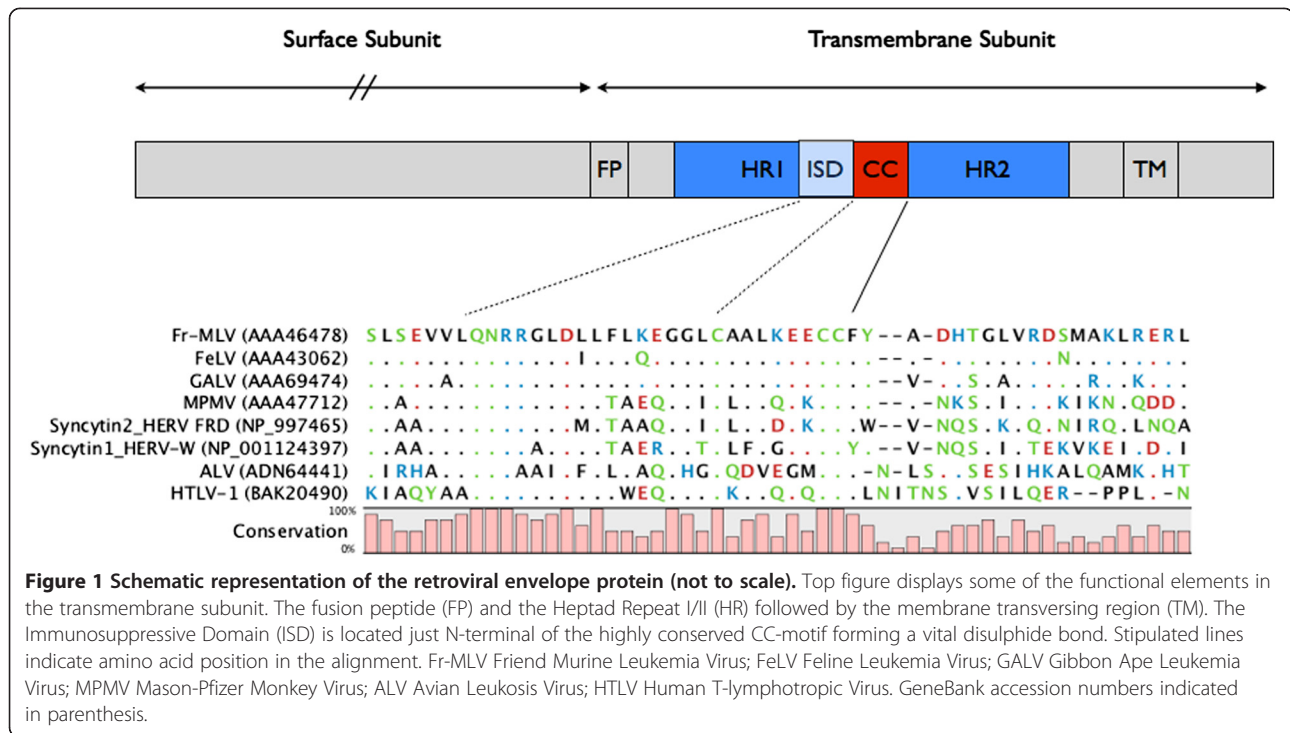 Surface Subunit
Transmembrane Subunit
FP HR1 ISD CC HR2 TM
Fr-MLV (AAA46478) SLSEVVLQNRRGLDLLFLKEGGLCAALKEECCFY--A-DHTGLVRDSMAKLRERL
FeLV (AAA43062) ..............I...Q...............--.-........N........
GALV (AAA69474) .....A............................--V-..S.A.....R..K...
MPMV (AAA47712) ..A.............TAEQ..I.L..Q.K....--.-NKS.I...KIKN.QDD.
Syncytin2_HERV FRD (NP_997465) ..AA..........M.TAAQ..I.L..D.K...W--V-NQS.K.Q.NIRQ.LNQA
Syncytin1_HERV-W (NP_001124397) ..AA.......A....TAER..T.LF.G....Y.--V-NQS.I.TEKVKEI.D.I
ALV (ADN64441) .IRHA.....AAI.F.L.AQ.HG.QDVEGM...-N-LS..SESIHKALQAMK.HT
HTLV-1 (BAK20490) KIAQYAA..........WEQ....K..Q.Q...LNITNS.VSILQER--PPL.-N
100%
Conservation
0%
Figure 1 Schematic representation of the retroviral envelope protein (not to scale). Top figure displays some of the functional elements in
the transmembrane subunit. The fusion peptide (FP) and the Heptad Repeat I/II (HR) followed by the membrane transversing region (TM). The
Immunosuppressive Domain (ISD) is located just N-terminal of the highly conserved CC-motif forming a vital disulphide bond. Stipulated lines
indicate amino acid position in the alignment. Fr-MLV Friend Murine Leukemia Virus; FeLV Feline Leukemia Virus; GALV Gibbon Ape Leukemia
Virus; MPMV Mason-Pfizer Monkey Virus; ALV Avian Leukosis Virus; HTLV Human T-lymphotropic Virus. GeneBank accession numbers indicated
in parenthesis.